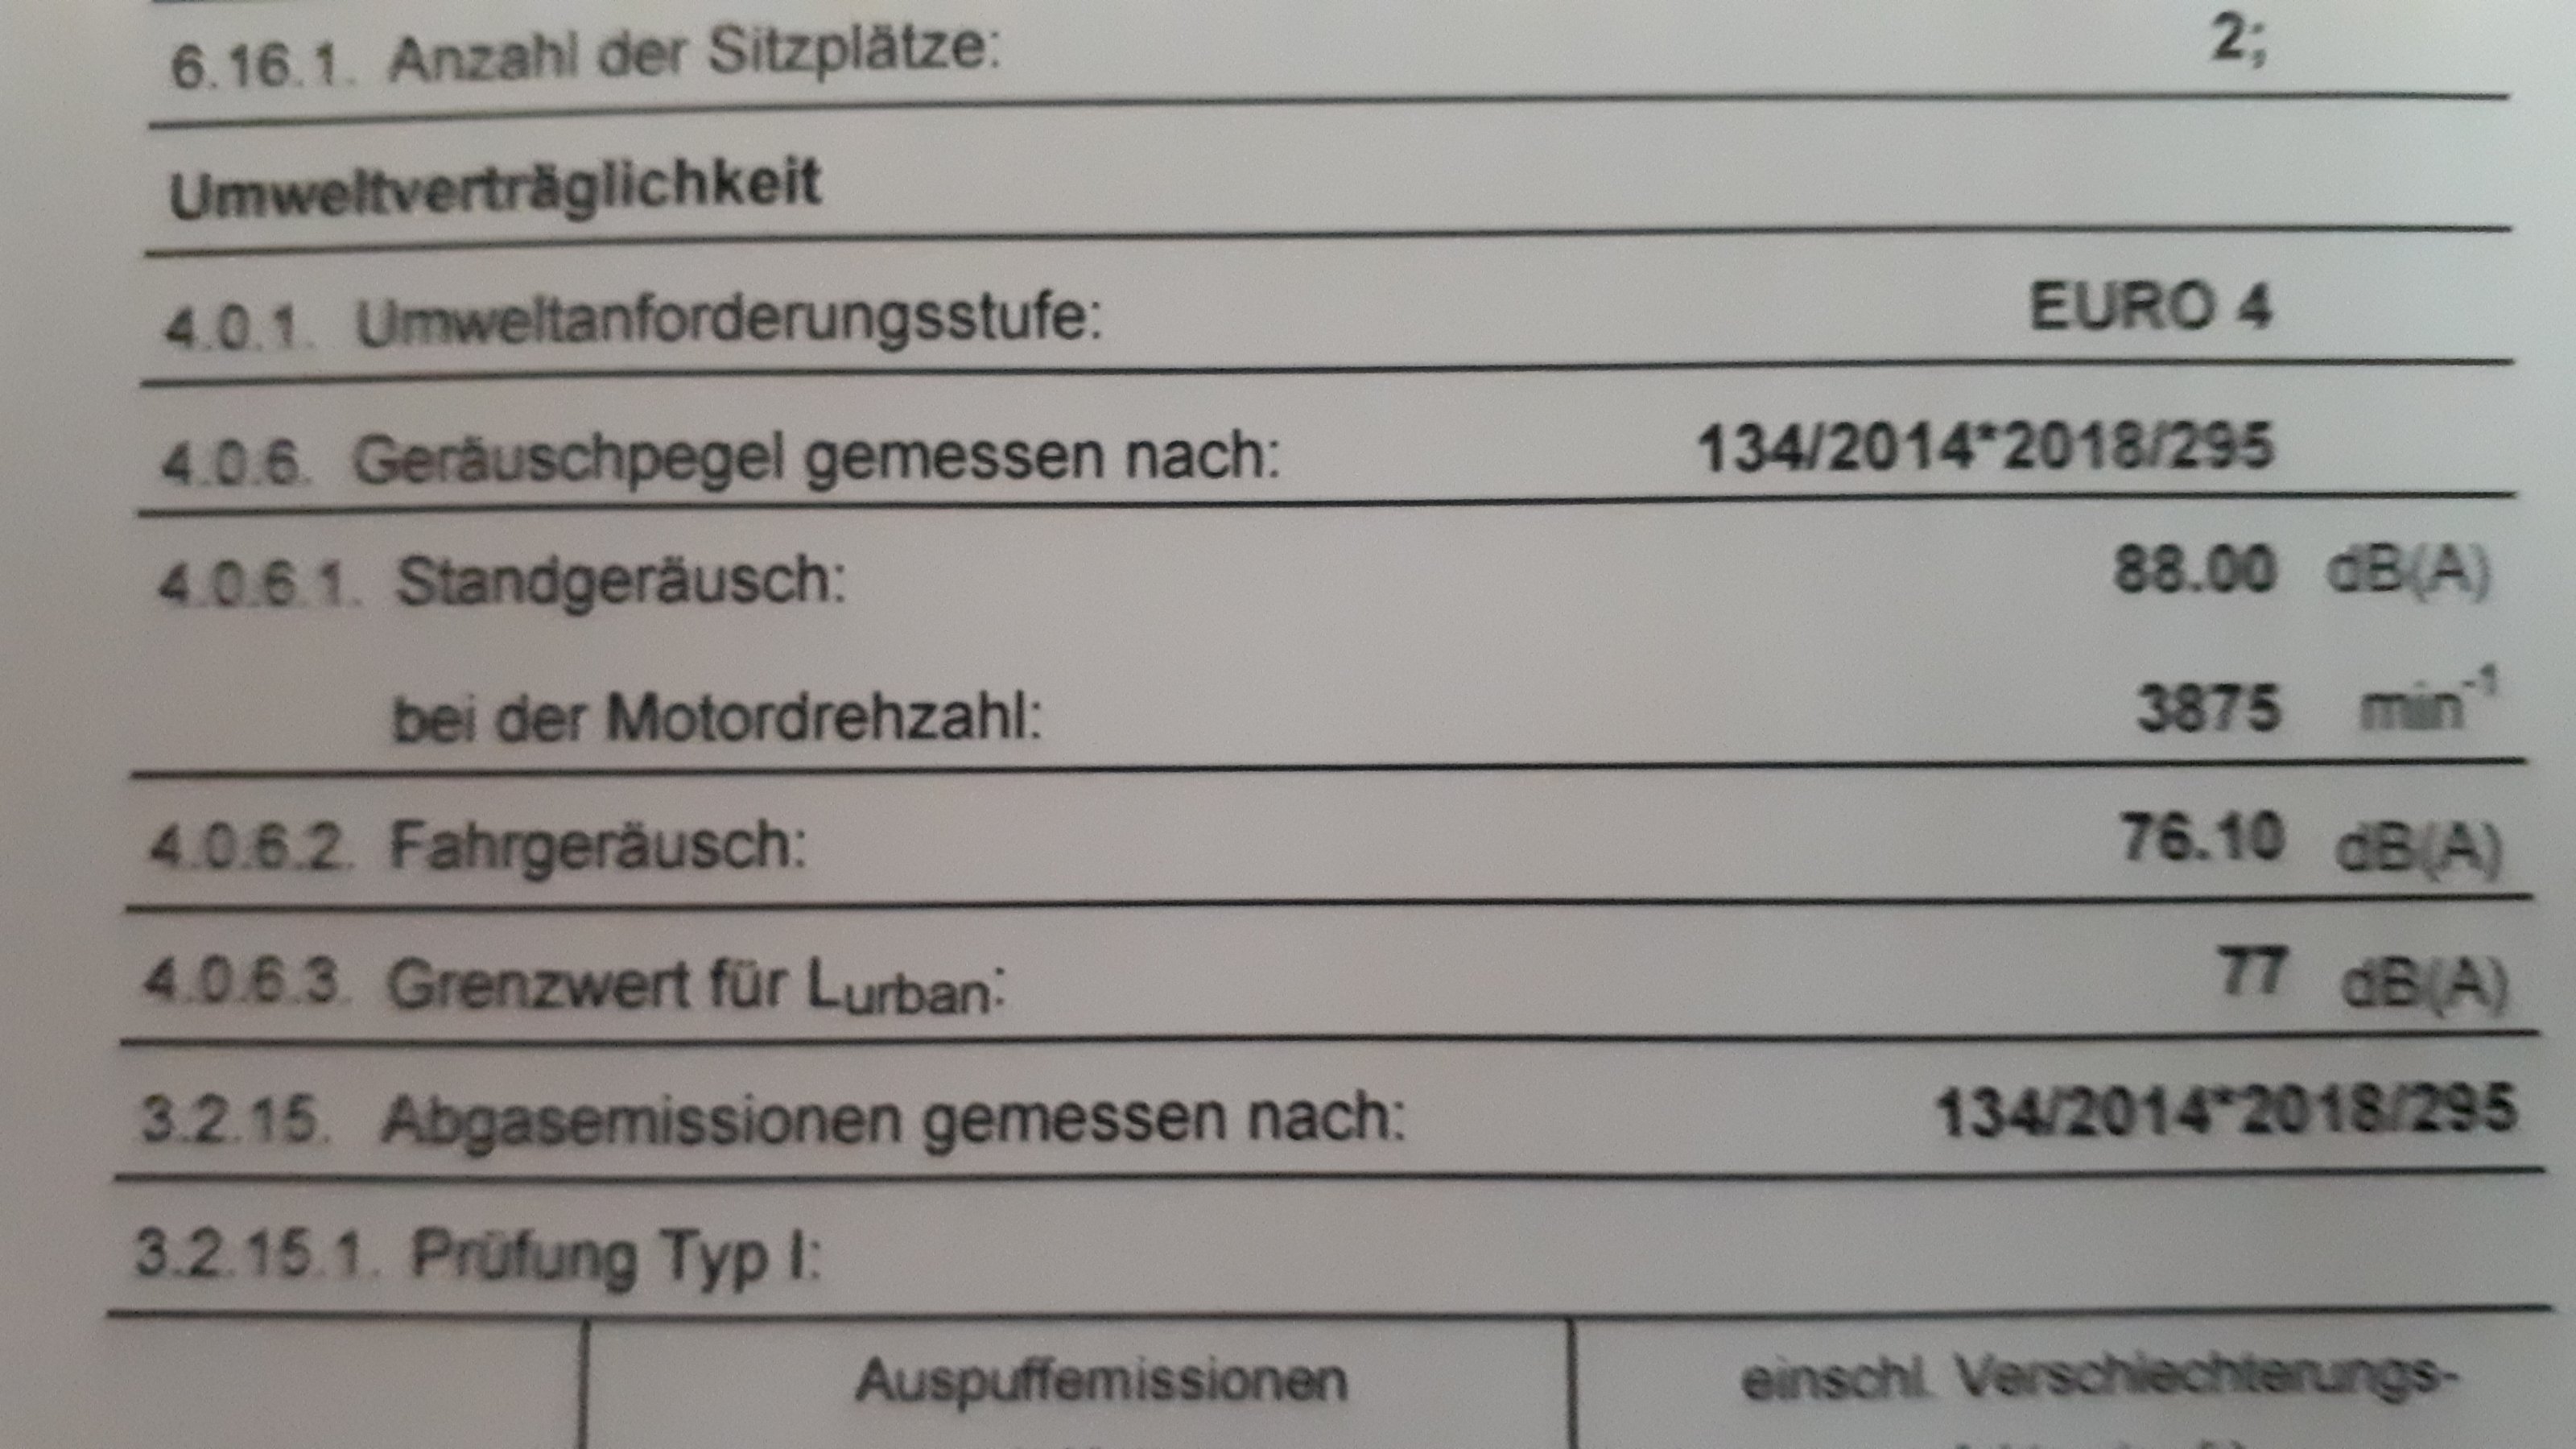 6.16.1. Anzahl der Sitzplätze: 2;
Umweltverträglichkeit
4.0.1. Umweltanforderungsstufe: EURO 4
4.0.6. Geräuschpegel gemessen nach: 134/2014*2018/295
4.0.6.1. Standgeräusch: 88.00 dB(A)
bei der Motordrehzahl: 3875 min⁻¹
4.0.6.2. Fahrgeräusch: 76.10 dB(A)
4.0.6.3. Grenzwert für Lurban: 77 dB(A)
3.2.15. Abgasemissionen gemessen nach: 134/2014*2018/295
3.2.15.1. Prüfung Typ I:
Auspuffemissionen einschl. Verschlechterungs-